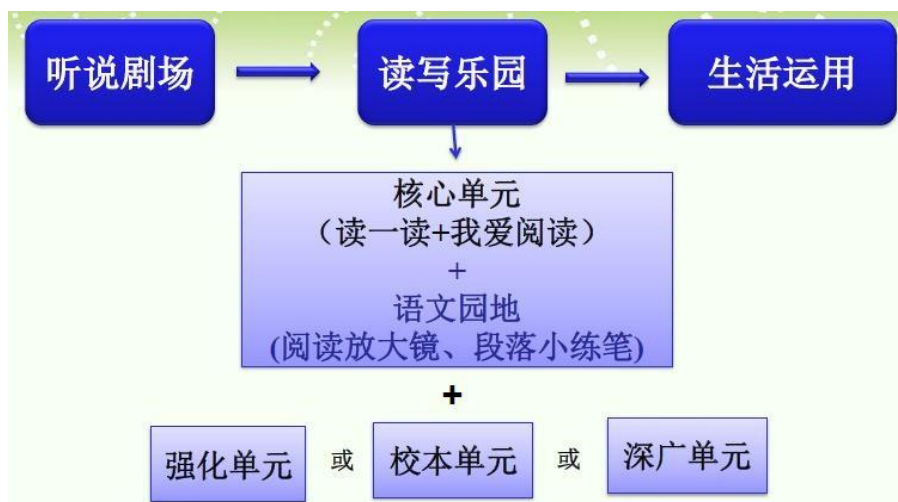 听说剧场 读写乐园 生活运用
核心单元
（读一读+我爱阅读）
+
语文园地
(阅读放大镜、段落小练笔)
+
强化单元 或 校本单元 或 深广单元